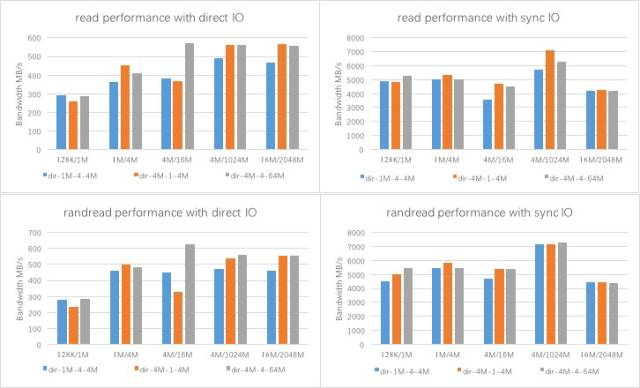 read performance with direct IO
Bandwidth MB/s
600
500
400
300
200
100
0
128K/1M 1M/4M 4M/16M 4M/1024M 16M/2048M
dir-1M-4-4M dir-4M-1-4M dir-4M-4-64M
read performance with sync IO
Bandwidth MB/s
8000
7000
6000
5000
4000
3000
2000
1000
0
128K/1M 1M/4M 4M/16M 4M/1024M 16M/2048M
dir-1M-4-4M dir-4M-1-4M dir-4M-4-64M
randread performance with direct IO
Bandwidth MB/s
700
600
500
400
300
200
100
0
128K/1M 1M/4M 4M/16M 4M/1024M 16M/2048M
dir-1M-4-4M dir-4M-1-4M dir-4M-4-64M
randread performance with sync IO
Bandwidth MB/s
8000
7000
6000
5000
4000
3000
2000
1000
0
128K/1M 1M/4M 4M/16M 4M/1024M 16M/2048M
dir-1M-4-4M dir-4M-1-4M dir-4M-4-64M